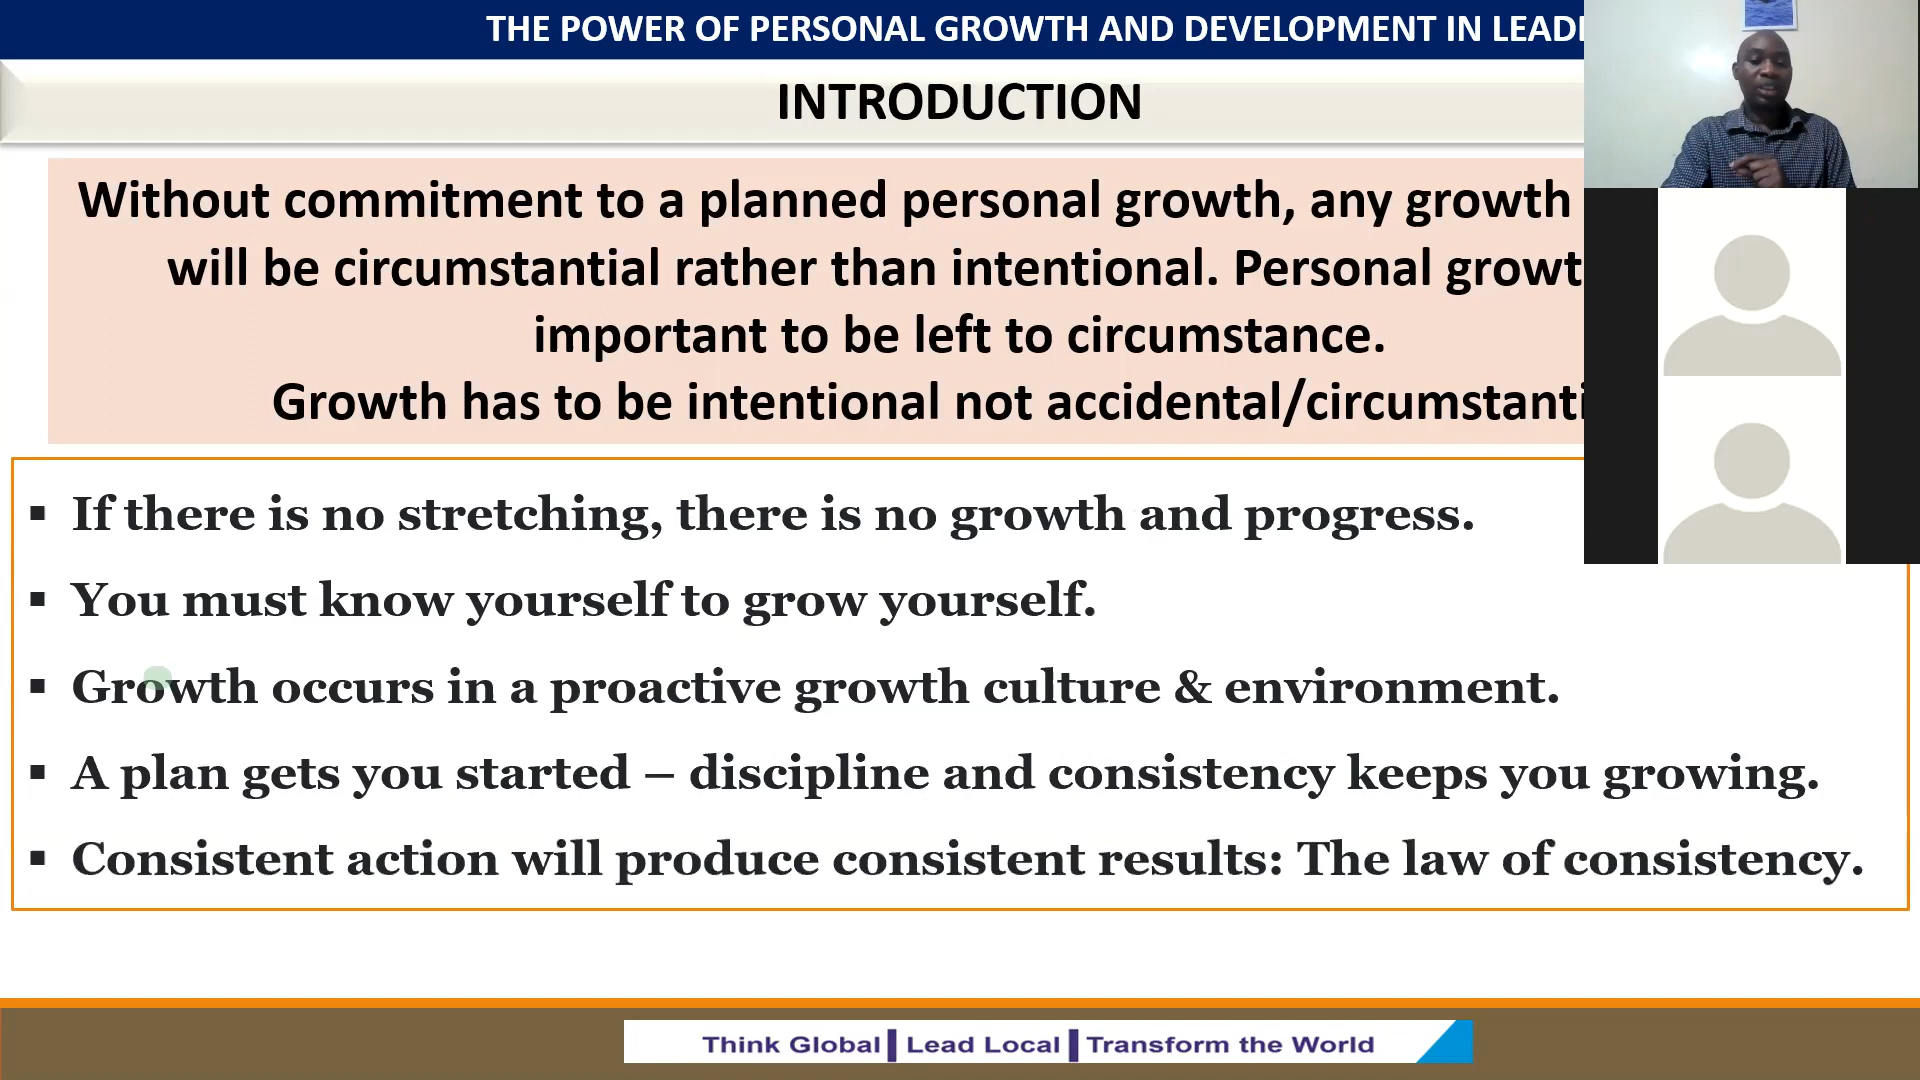 THE POWER OF PERSONAL GROWTH AND DEVELOPMENT IN
INTRODUCTION
Without commitment to a planned personal growth, any growth
will be circumstantial rather than intentional. Personal
important to be left to circumstance.
Growth has to be intentional not
▪ If there is no stretching, there is no growth and progress.
▪ You must know yourself to grow yourself.
▪ Growth occurs in a proactive growth culture & environment.
▪ A plan gets you started – discipline and consistency keeps you growing.
▪ Consistent action will produce consistent results: The law of consistency.
Think Global | Lead Local | Transform the World